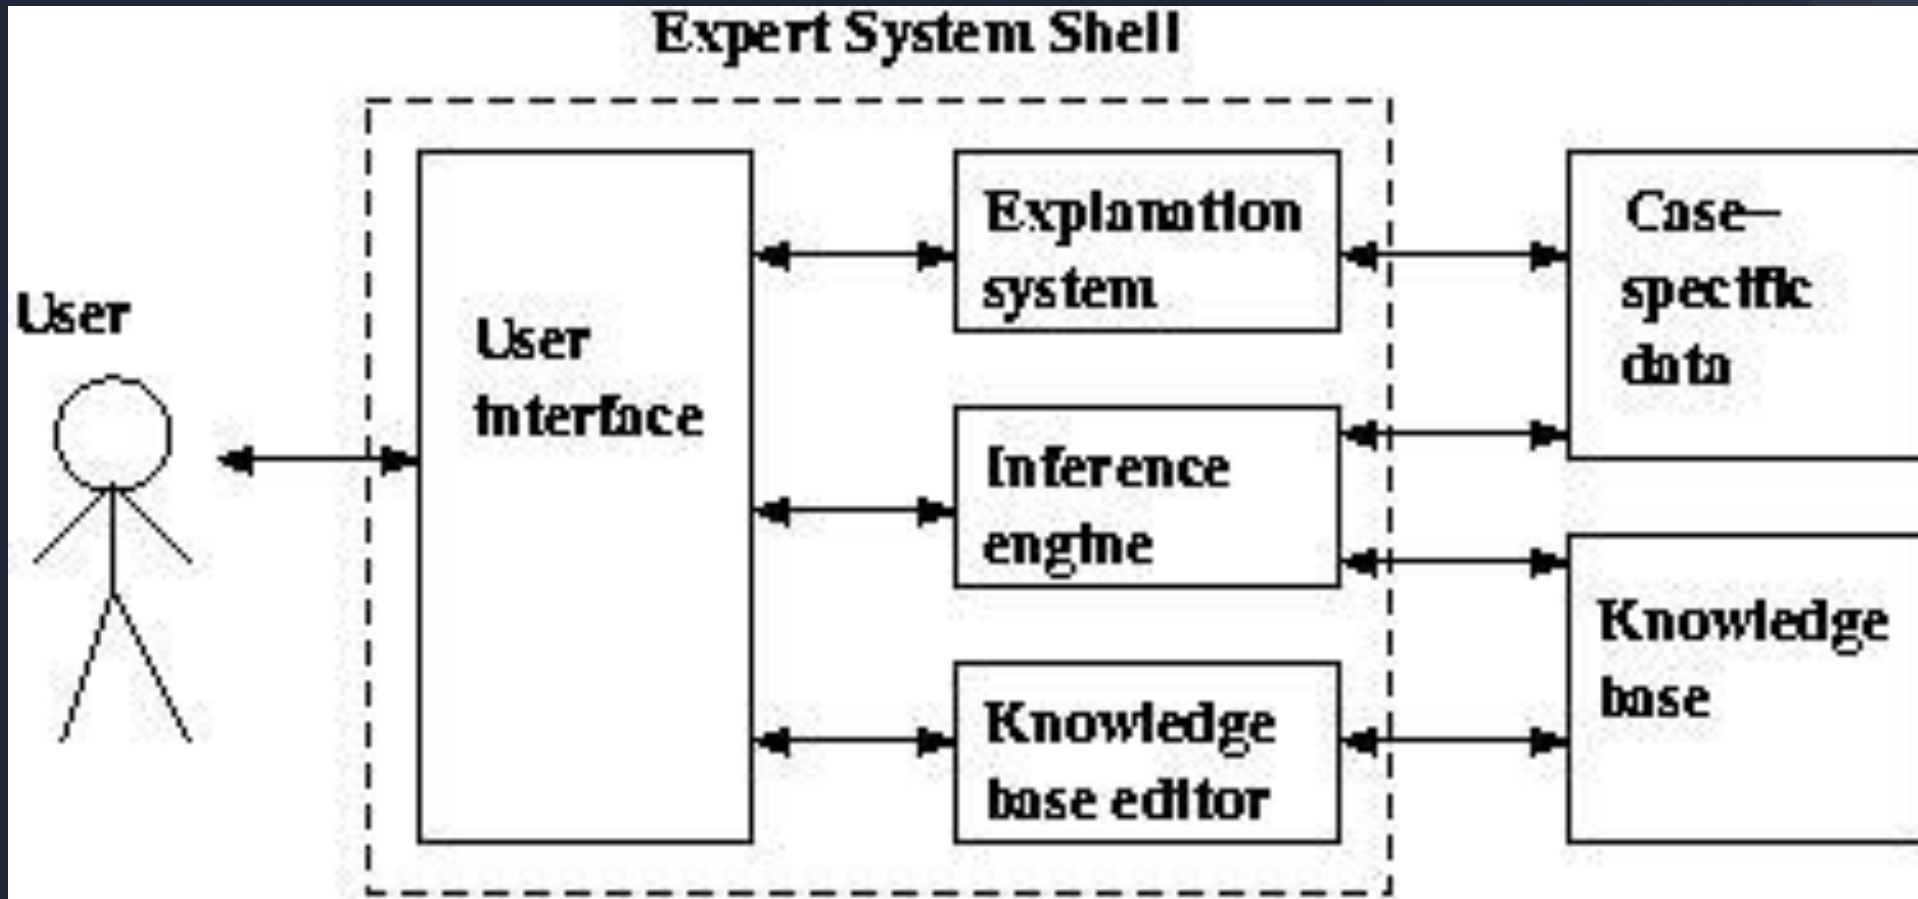 Expert System Shell
User
User
interface
Explanation
system
Inference
engine
Knowledge
base editor
Case–
specific
data
Knowledge
base